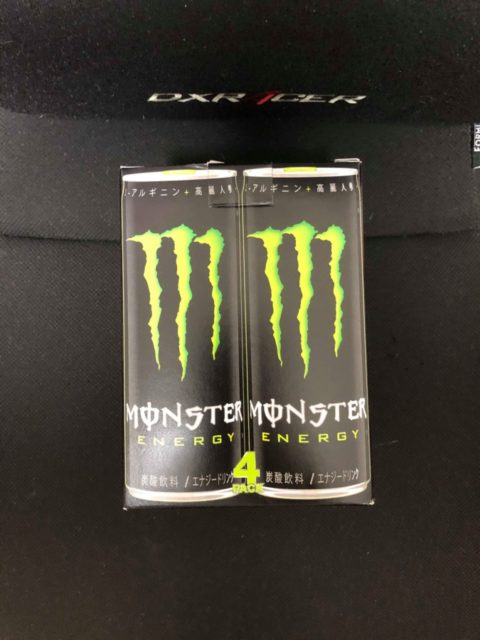 DXRACER
FORM
-アルギニン + 高麗人参
-アルギニン + 高麗人参
MONSTER
ENERGY
MONSTER
ENERGY
炭酸飲料 / エナジードリンク
炭酸飲料 / エナジードリンク
4
PACK